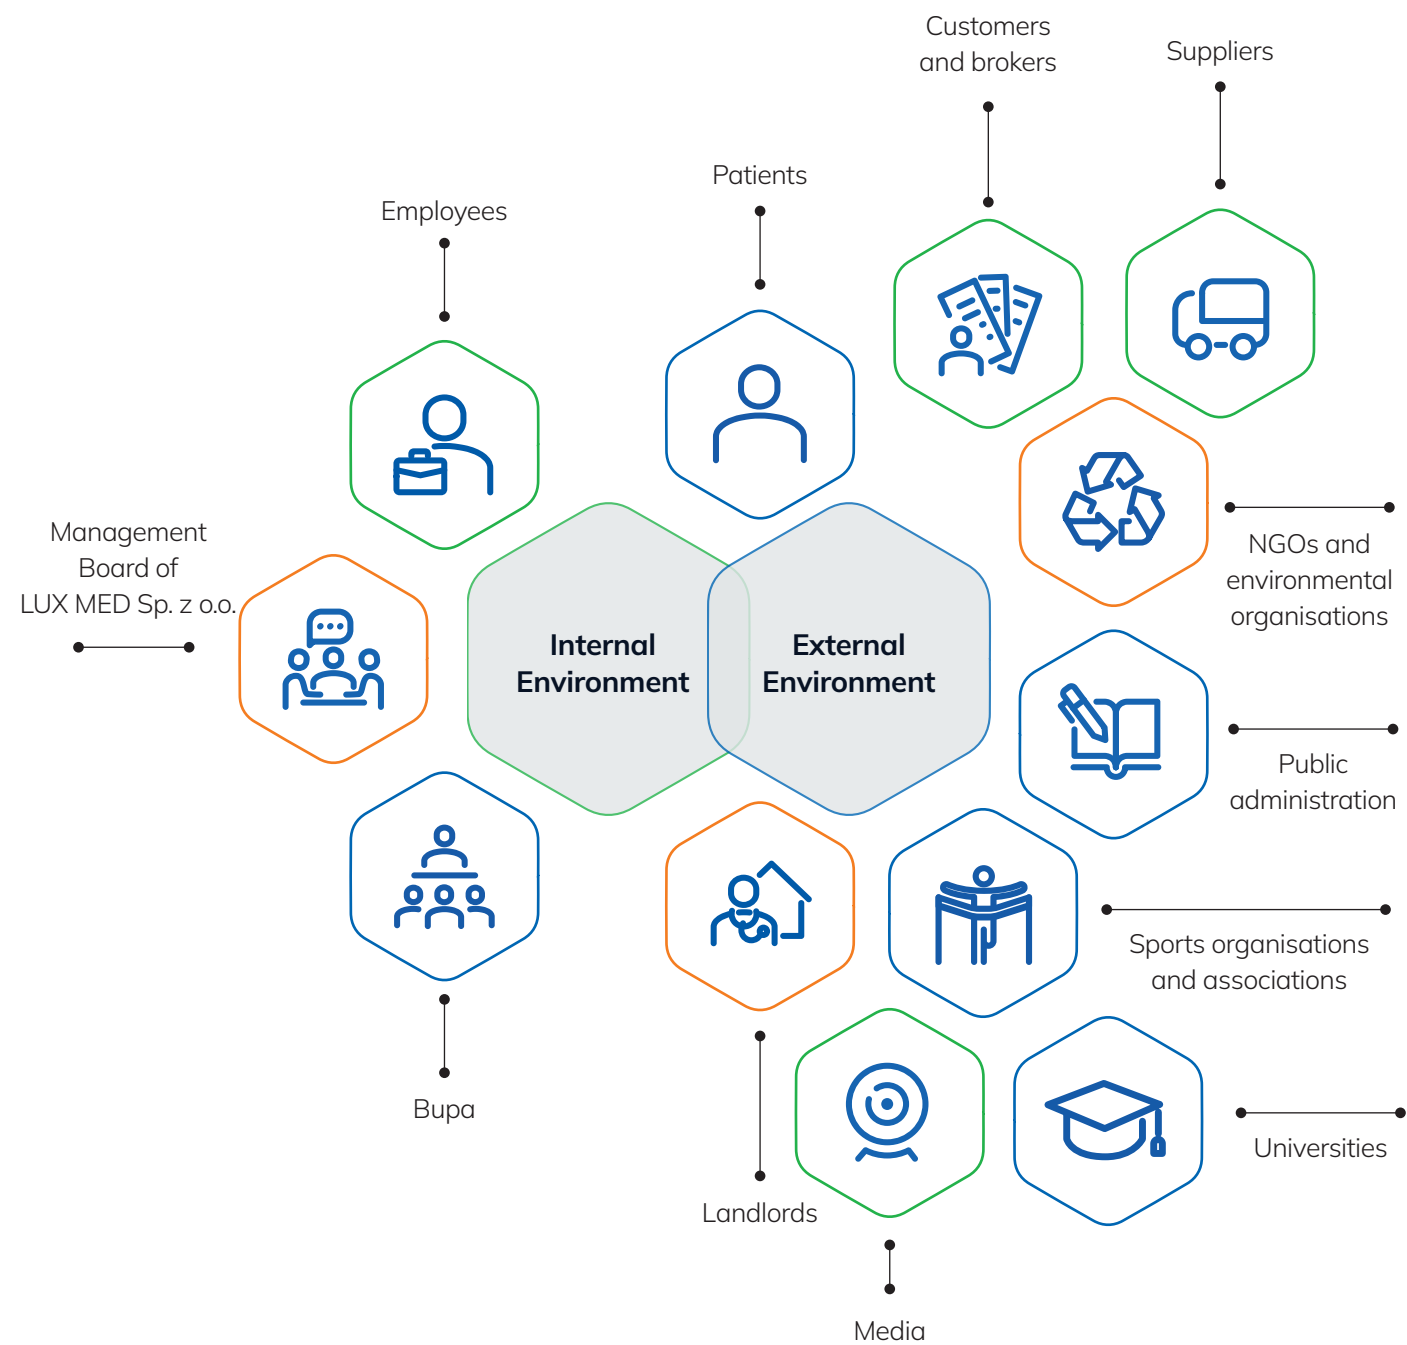 Customers
and brokers
Suppliers
Patients
Employees
Management
Board of
LUX MED Sp. z o.o.
NGOs and
environmental
organisations
Internal
Environment
External
Environment
Public
administration
Sports organisations
and associations
Bupa
Universities
Landlords
Media